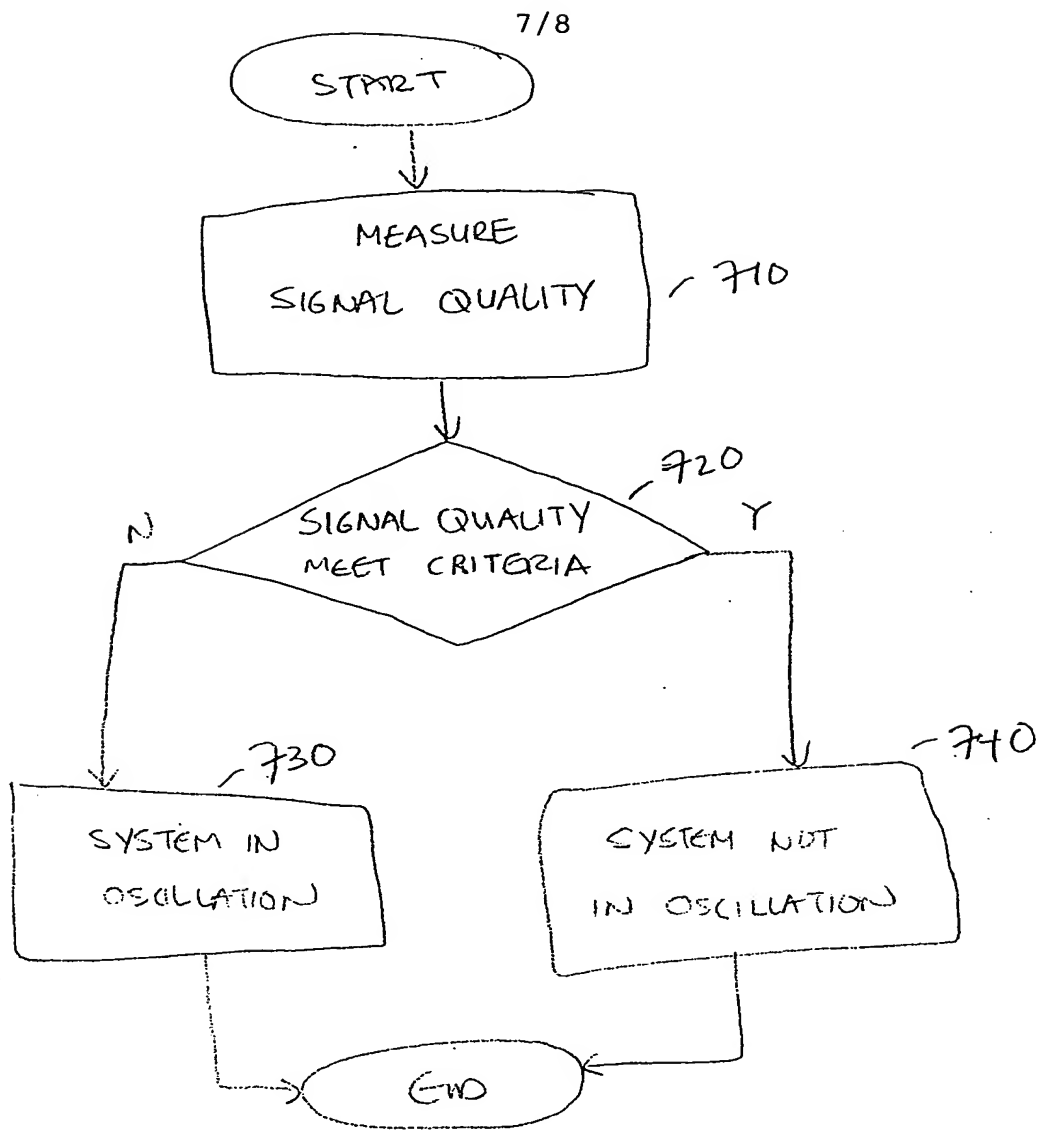 7/8
START
MEASURE
SIGNAL QUALITY
710
720
SIGNAL QUALITY
MEET CRITERIA
N
Y
730
SYSTEM IN
OSCILLATION
740
SYSTEM NOT
IN OSCILLATION
END